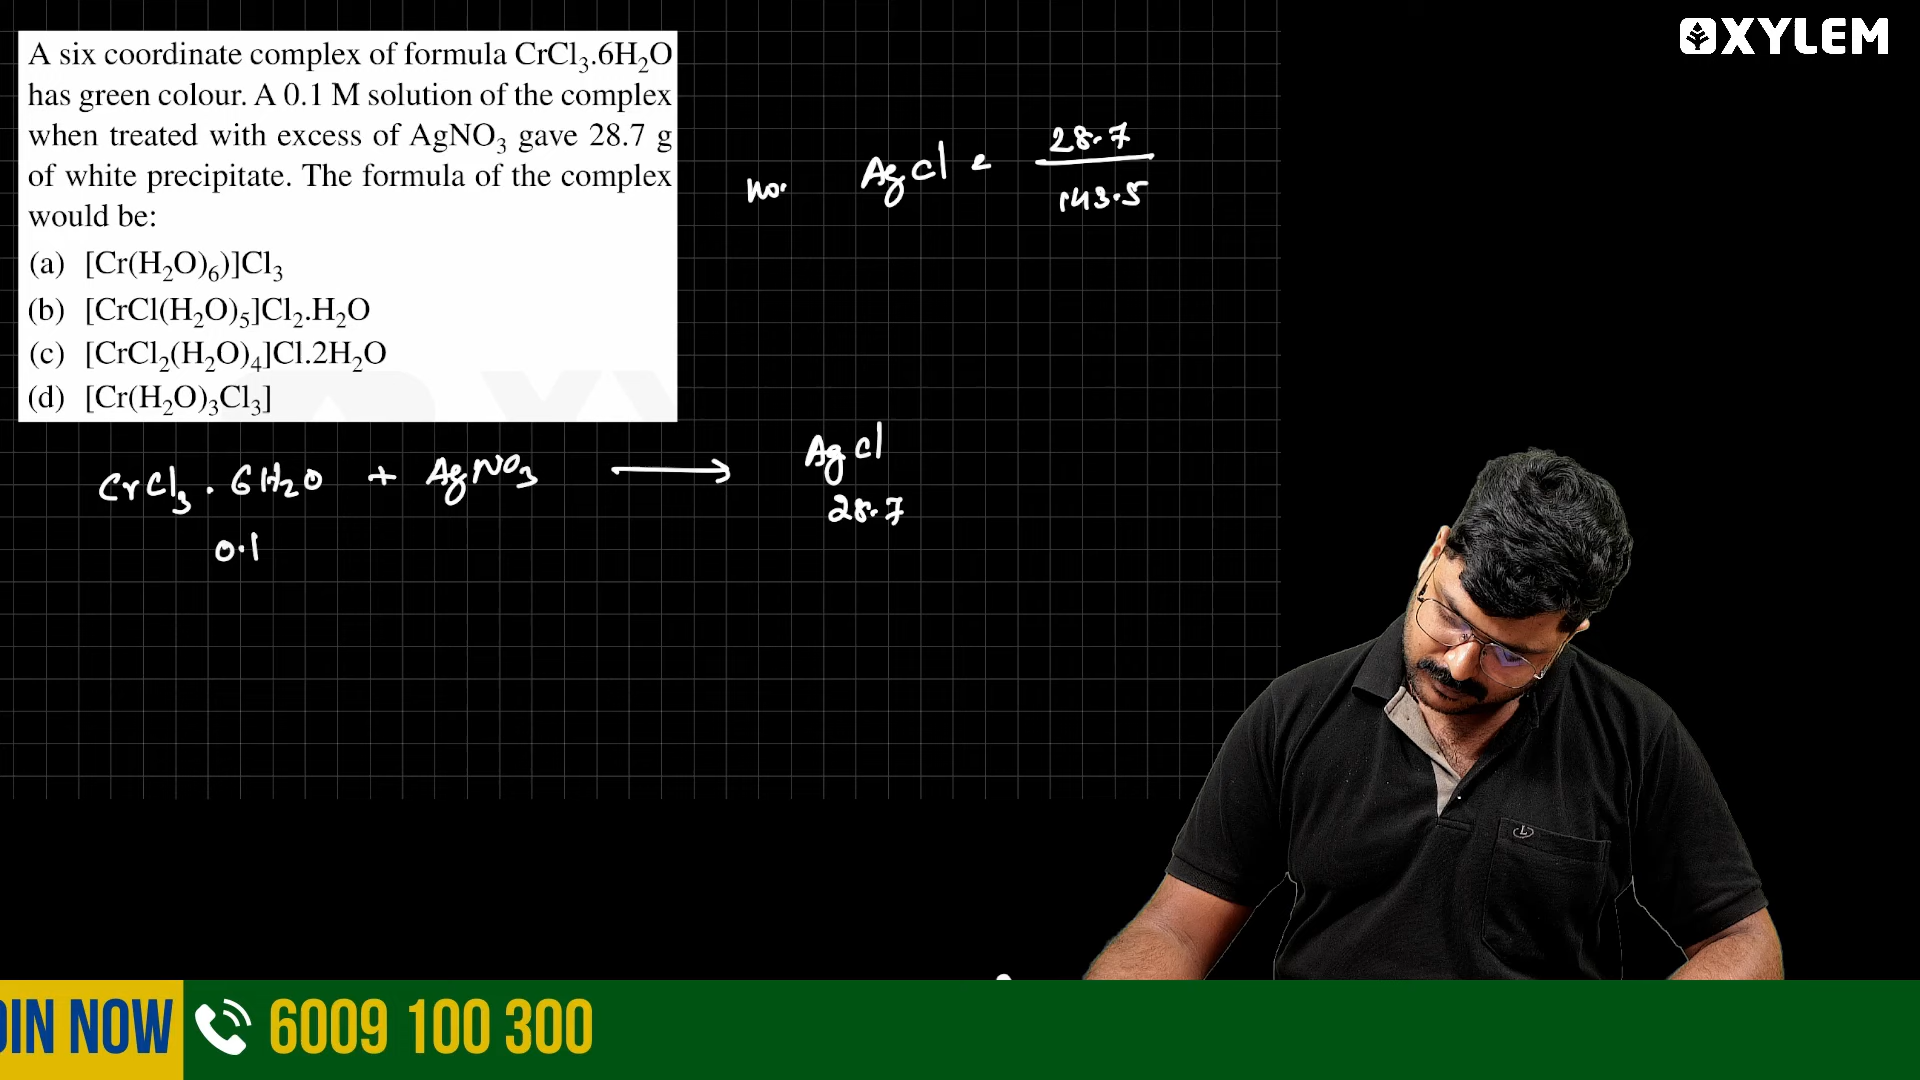 OXYLEM
A six coordinate complex of formula CrCl₃.6H₂O
has green colour. A 0.1 M solution of the complex
when treated with excess of AgNO₃ gave 28.7 g
of white precipitate. The formula of the complex
would be:
(a) [Cr(H₂O)₆)]Cl₃
(b) [CrCl(H₂O)₅]Cl₂.H₂O
(c) [CrCl₂(H₂O)₄]Cl.2H₂O
(d) [Cr(H₂O)₃Cl₃]
no. AgCl = 28.7
143.5
CrCl₃ . 6H₂O + AgNO₃ ⟶ AgCl
28.7
0.1
OIN NOW 6009 100 300